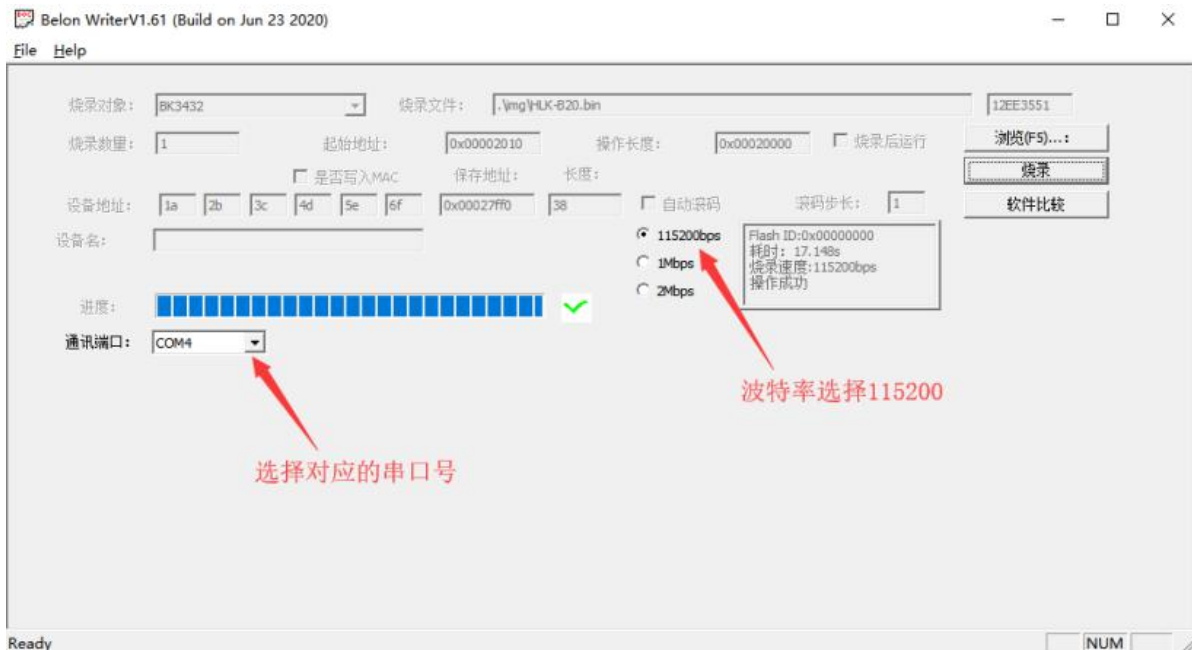 Belon WriterV1.61 (Build on Jun 23 2020)
File Help
烧录对象: BK3432 烧录文件: .\img\HLK-B20.bin 12EE3551
烧录数量: 1 起始地址: 0x00002010 操作长度: 0x00020000 烧录后运行 浏览(F5)...:
是否写入MAC 保存地址: 长度: 烧录
设备地址: 1a 2b 3c 4d 5e 6f 0x00027ff0 38 自动滚码 滚码步长: 1 软件比较
设备名: 115200bps Flash ID:0x00000000
耗时: 17.148s
1Mbps 烧录速度:115200bps
2Mbps 操作成功
进度:
通讯端口: COM4
波特率选择115200
选择对应的串口号
Ready NUM